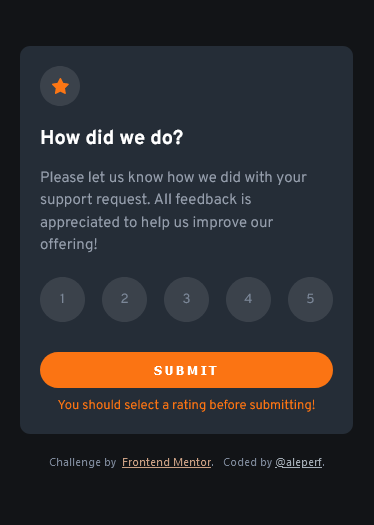 How did we do?
Please let us know how we did with your
support request. All feedback is
appreciated to help us improve our
offering!
1 2 3 4 5
SUBMIT
You should select a rating before submitting!
Challenge by Frontend Mentor. Coded by @aleperf.